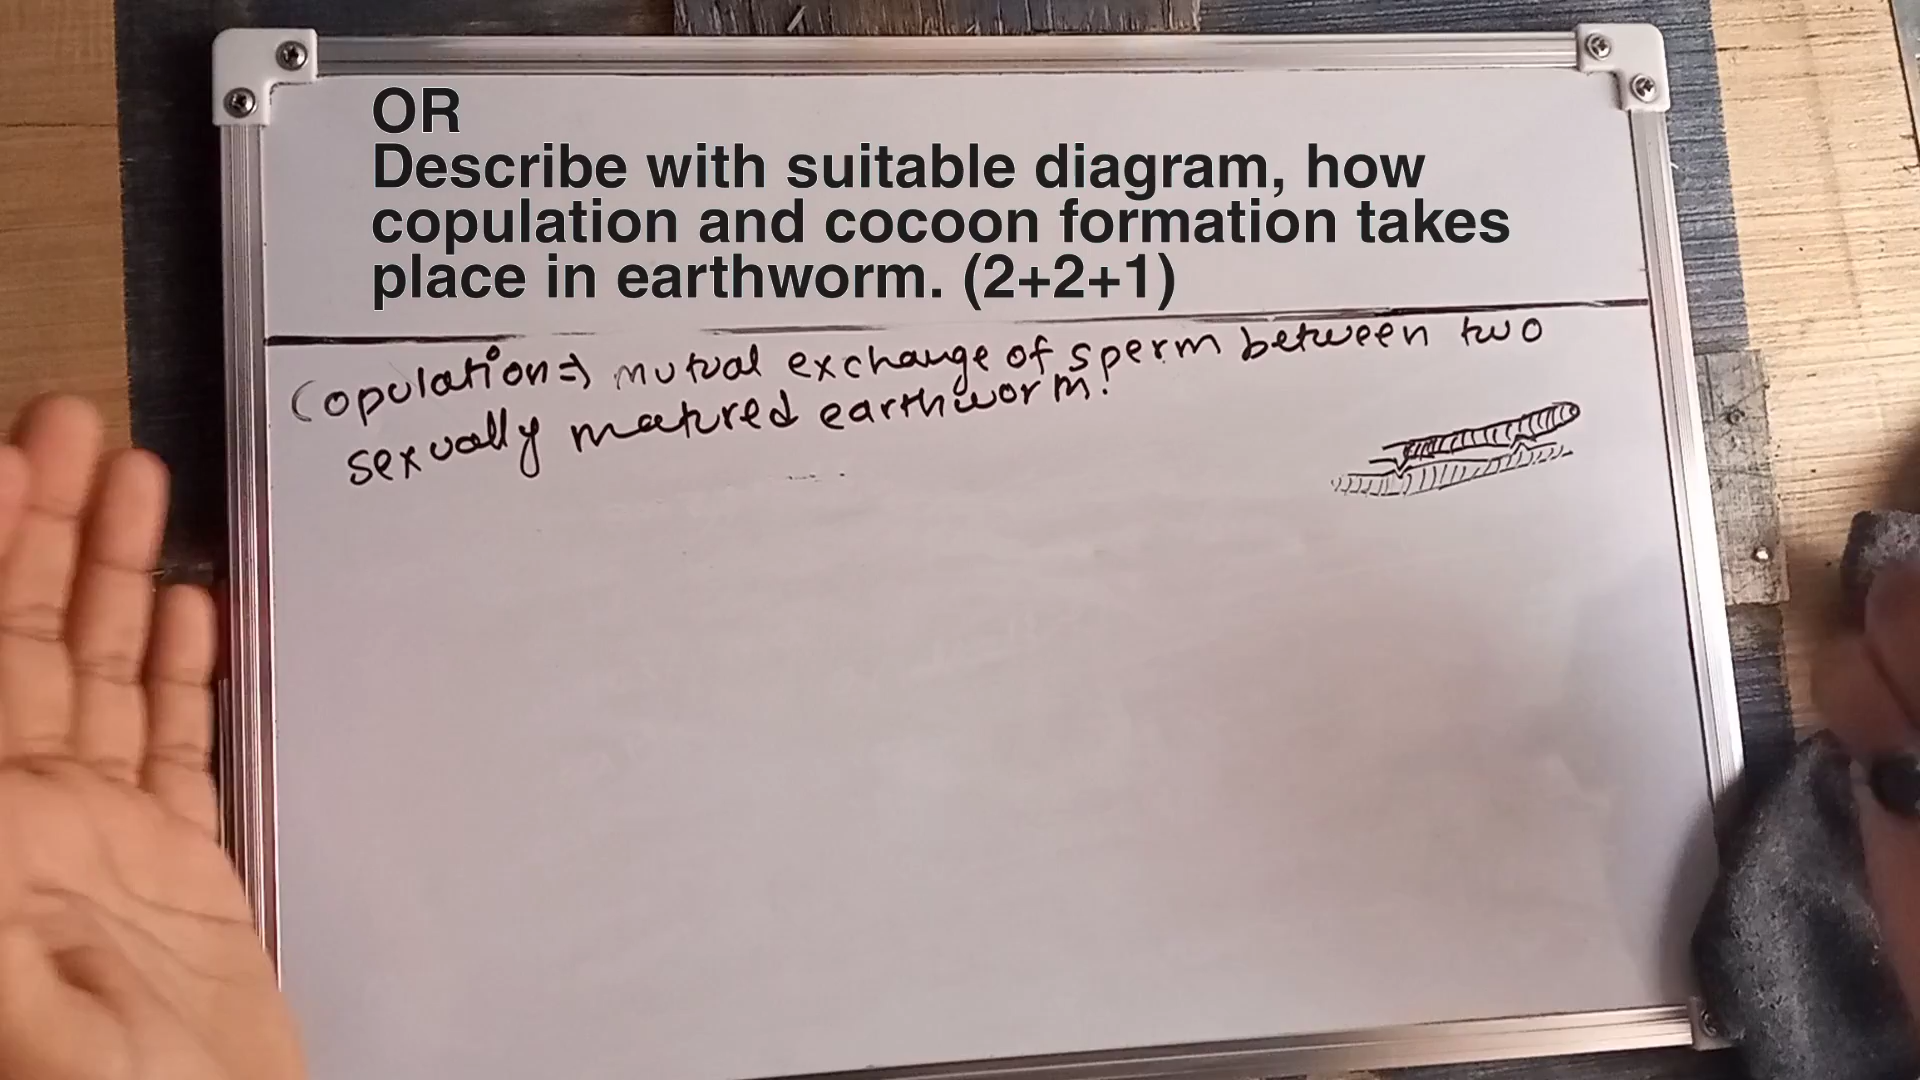 OR
Describe with suitable diagram, how
copulation and cocoon formation takes
place in earthworm. (2+2+1)
Copulation ⇒ mutual exchange of sperm between two
sexually matured earthworm.